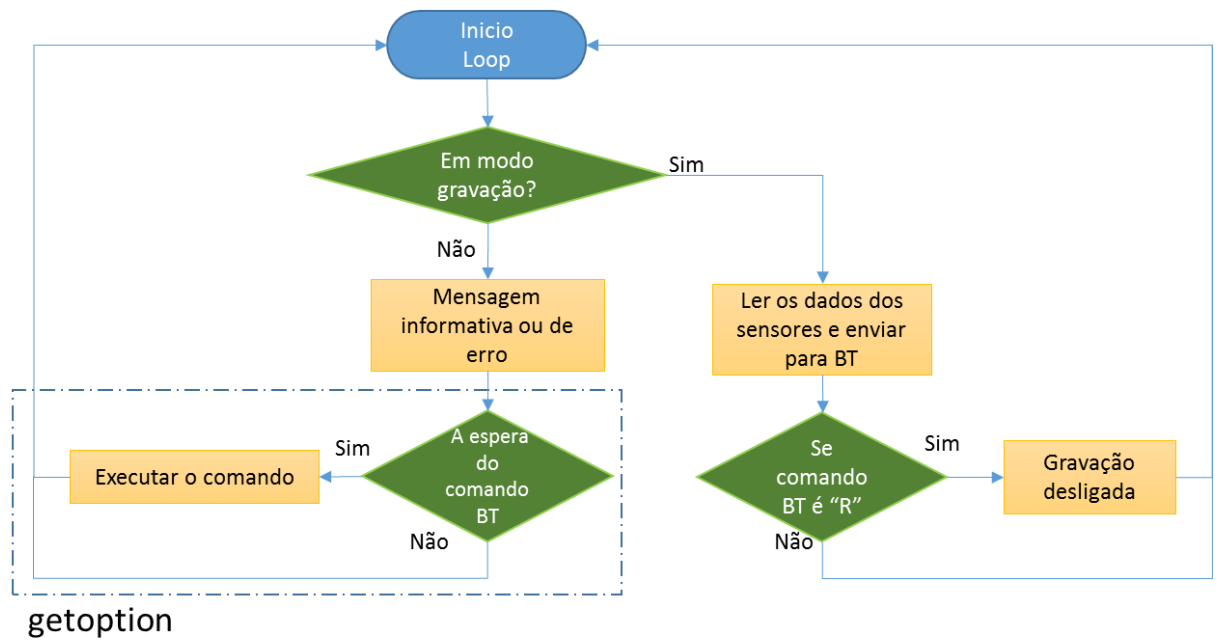 Inicio
Loop
Em modo
gravação?
Sim
Não
Mensagem
informativa ou de
erro
Ler os dados dos
sensores e enviar
para BT
A espera
do
comando
BT
Sim
Executar o comando
Não
Se
comando
BT é “R”
Sim
Gravação
desligada
Não
getoption